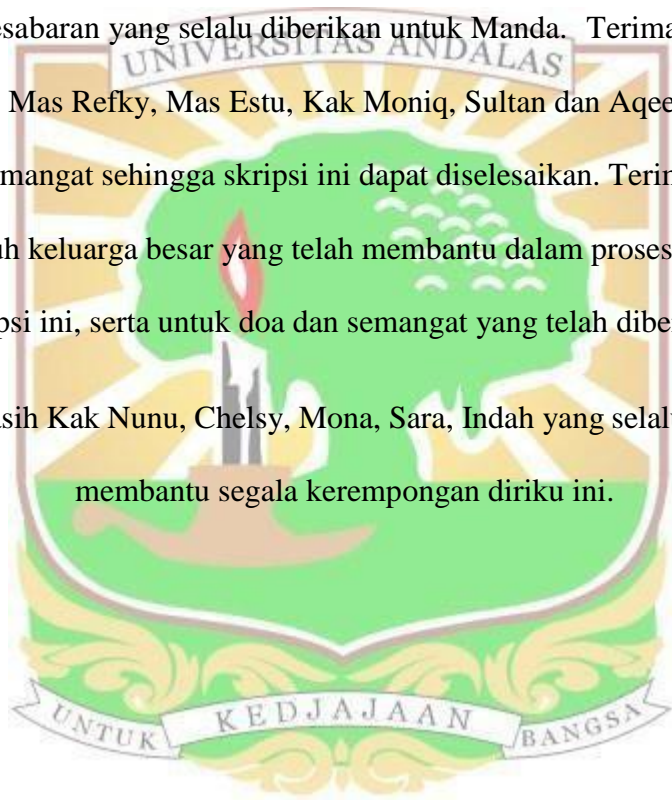 esabaran yang selalu diberikan untuk Manda. Terima
UNIVERSITAS ANDALAS
Mas Refky, Mas Estu, Kak Moniq, Sultan dan Aqee
mangat sehingga skripsi ini dapat diselesaikan. Teri
uh keluarga besar yang telah membantu dalam proses
psi ini, serta untuk doa dan semangat yang telah dibe
asih Kak Nunu, Chelsy, Mona, Sara, Indah yang selal
membantu segala kerempongan diriku ini.
UNTUK KEDJAJAAN BANGSA